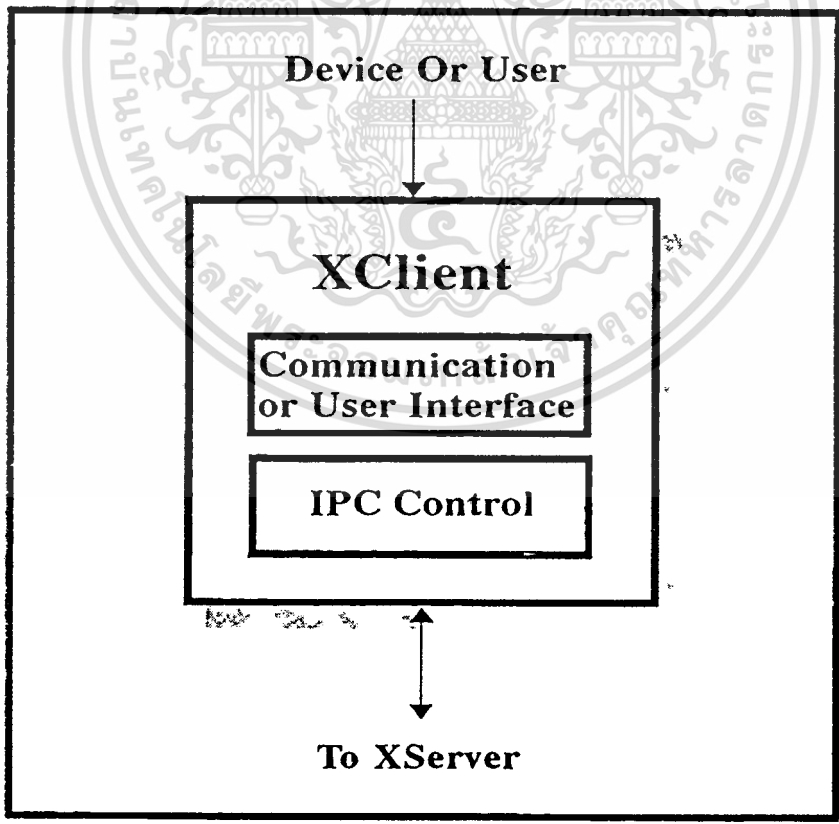 Device Or User
XClient
Communication
or User Interface
IPC Control
To XServer